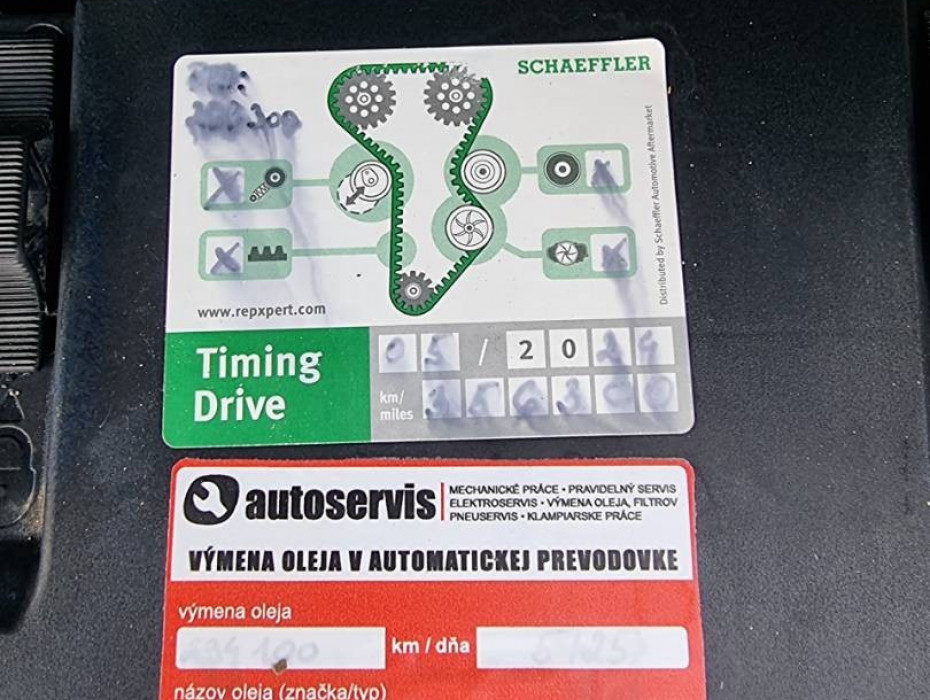 SCHAEFFLER
Distributed by Schaeffler Automotive Aftermarket
www.repxpert.com
Timing
Drive
/ 20
km/
miles
autoservis
MECHANICKÉ PRÁCE • PRAVIDELNÝ SERVIS
ELEKTROSERVIS • VÝMENA OLEJA, FILTROV
PNEUSERVIS • KLAMPIARSKE PRÁCE
VÝMENA OLEJA V AUTOMATICKEJ PREVODOVKE
výmena oleja
km / dňa
názov oleja (značka/typ)